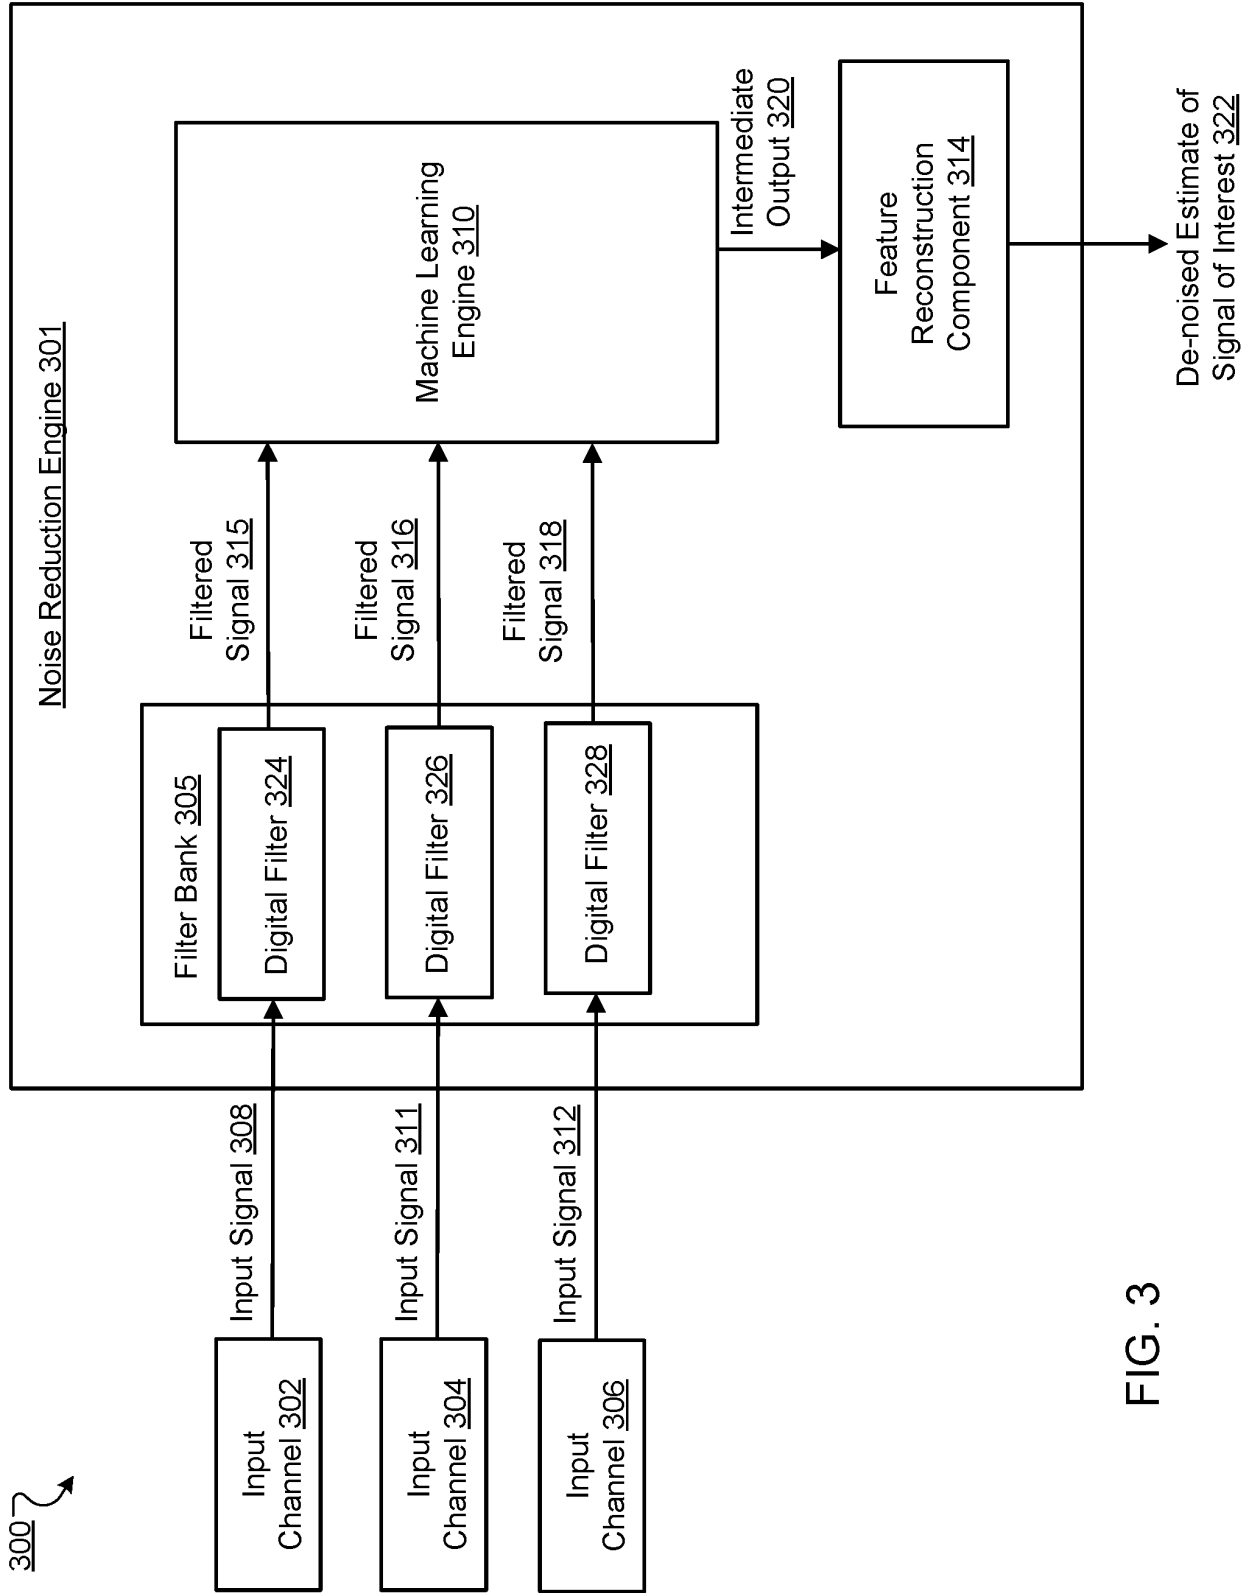 300
Noise Reduction Engine 301
Input
Channel 302
Input Signal 308
Filter Bank 305
Digital Filter 324
Filtered
Signal 315
Input
Channel 304
Input Signal 311
Digital Filter 326
Filtered
Signal 316
Input
Channel 306
Input Signal 312
Digital Filter 328
Filtered
Signal 318
Machine Learning
Engine 310
Intermediate
Output 320
Feature
Reconstruction
Component 314
De-noised Estimate of
Signal of Interest 322
FIG. 3